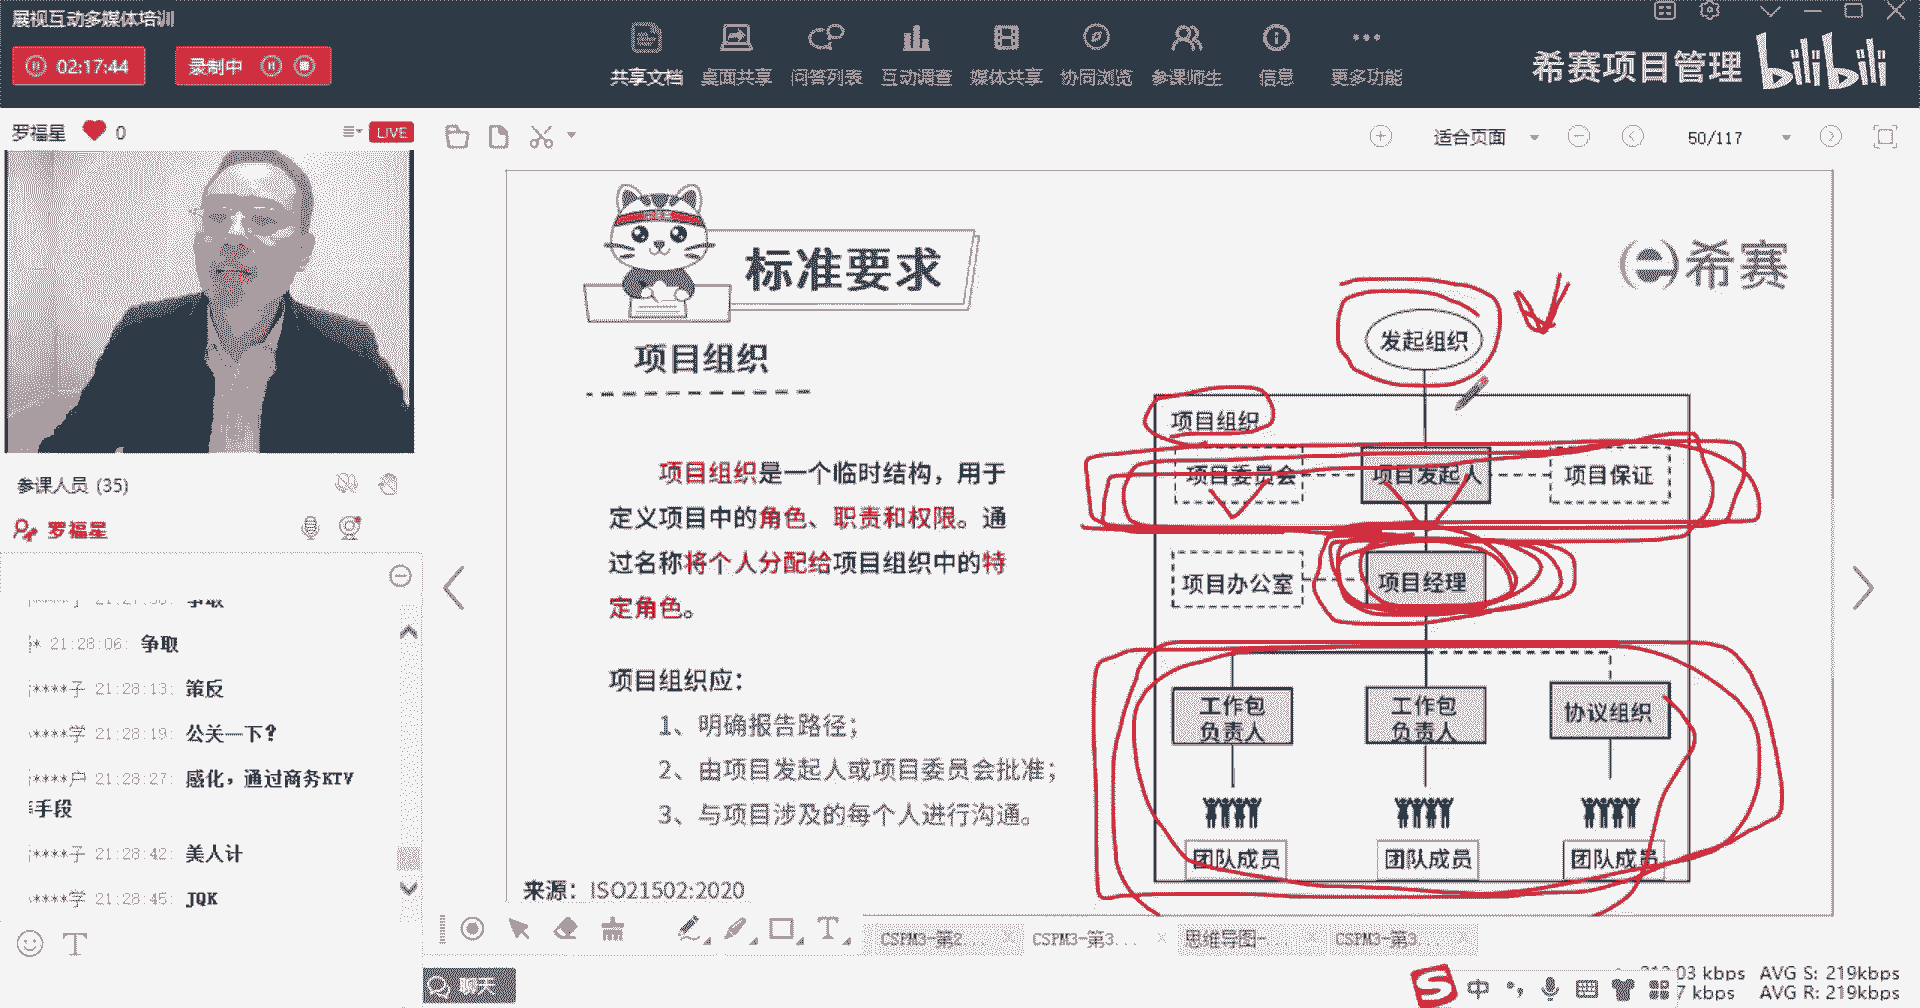 展视互动多媒体培训
02:17:44
录制中
共享文档 桌面共享 问答列表 互动调查 媒体共享 协同浏览 参课师生 信息 更多功能
希赛项目管理 bilibili
罗福星 0 LIVE
适合页面
50/117
参课人员 (35)
罗福星
21:28:06: 争取
****子 21:28:13: 策反
****学 21:28:19: 公关一下?
****户 21:28:27: 感化，通过商务KTV
手段
****子 21:28:42: 美人计
****学 21:28:45: JQK
标准要求
希赛
项目组织
项目组织是一个临时结构，用于
定义项目中的角色、职责和权限。通
过名称将个人分配给项目组织中的特
定角色。
项目组织应：
1、明确报告路径；
2、由项目发起人或项目委员会批准；
3、与项目涉及的每个人进行沟通。
来源：ISO21502:2020
发起组织
项目组织
项目委员会 项目发起人 项目保证
项目办公室 项目经理
工作包
负责人
工作包
负责人
协议组织
团队成员 团队成员 团队成员
CSPM3-第2... CSPM3-第3... 思维导图-... CSPM3-第3...
聊天
中
03 kbps AVG S: 219kbps
7 kbps AVG R: 219kbps